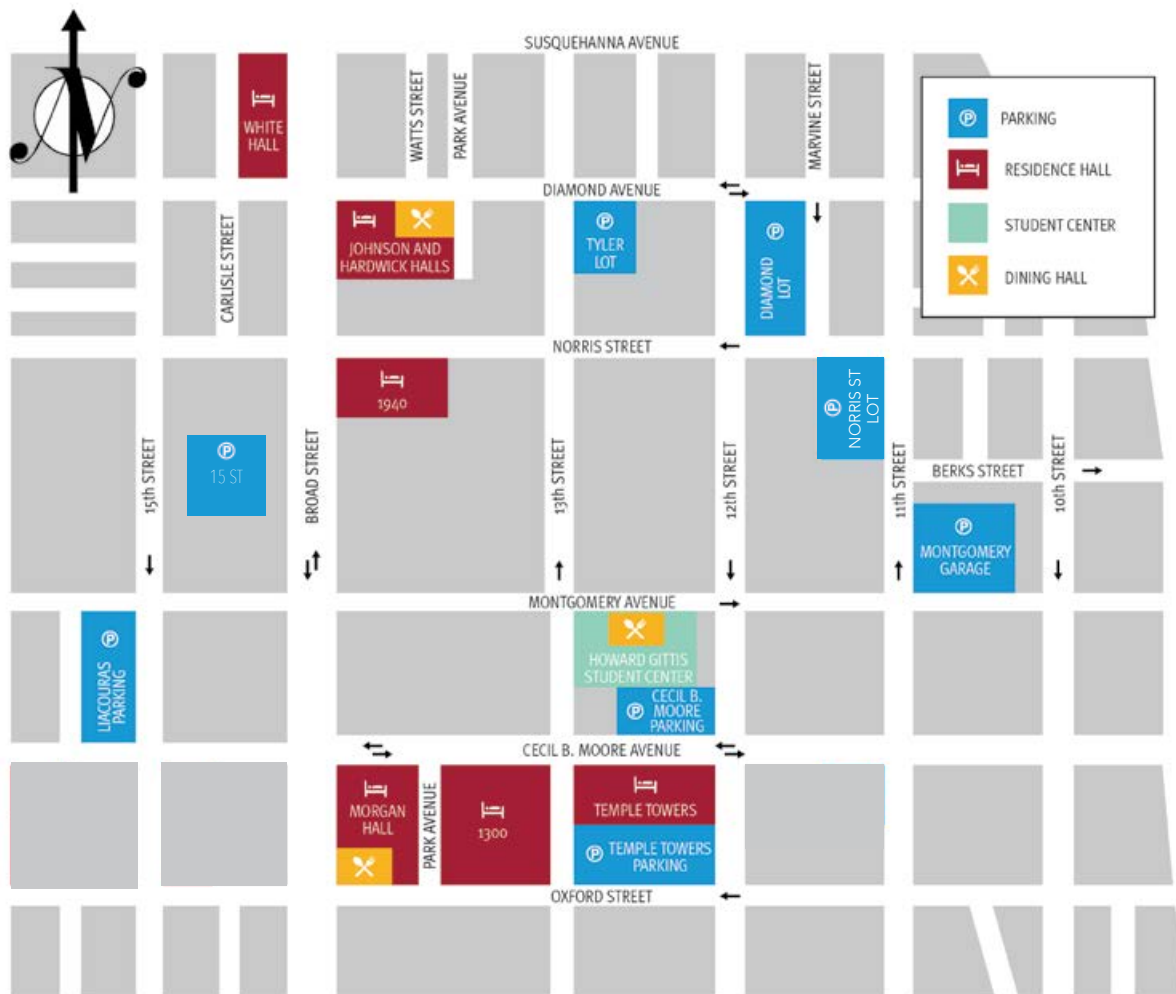 SUSQUEHANNA AVENUE
N
WHITE
HALL
WATTS STREET
PARK AVENUE
MARVINE STREET
P PARKING
RESIDENCE HALL
STUDENT CENTER
DINING HALL
DIAMOND AVENUE
CARLISLE STREET
JOHNSON AND
HARDWICK HALLS
P
TYLER
LOT
P
DIAMOND
LOT
NORRIS STREET
1940
P
NORRIS ST
LOT
15th STREET
P
15 ST
BROAD STREET
13th STREET
12th STREET
11th STREET
BERKS STREET
10th STREET
P
MONTGOMERY
GARAGE
MONTGOMERY AVENUE
P
LIACOURAS
PARKING
HOWARD GITTIS
STUDENT CENTER
P CECIL B.
MOORE
PARKING
CECIL B. MOORE AVENUE
MORGAN
HALL
PARK AVENUE
1300
TEMPLE TOWERS
P TEMPLE TOWERS
PARKING
OXFORD STREET